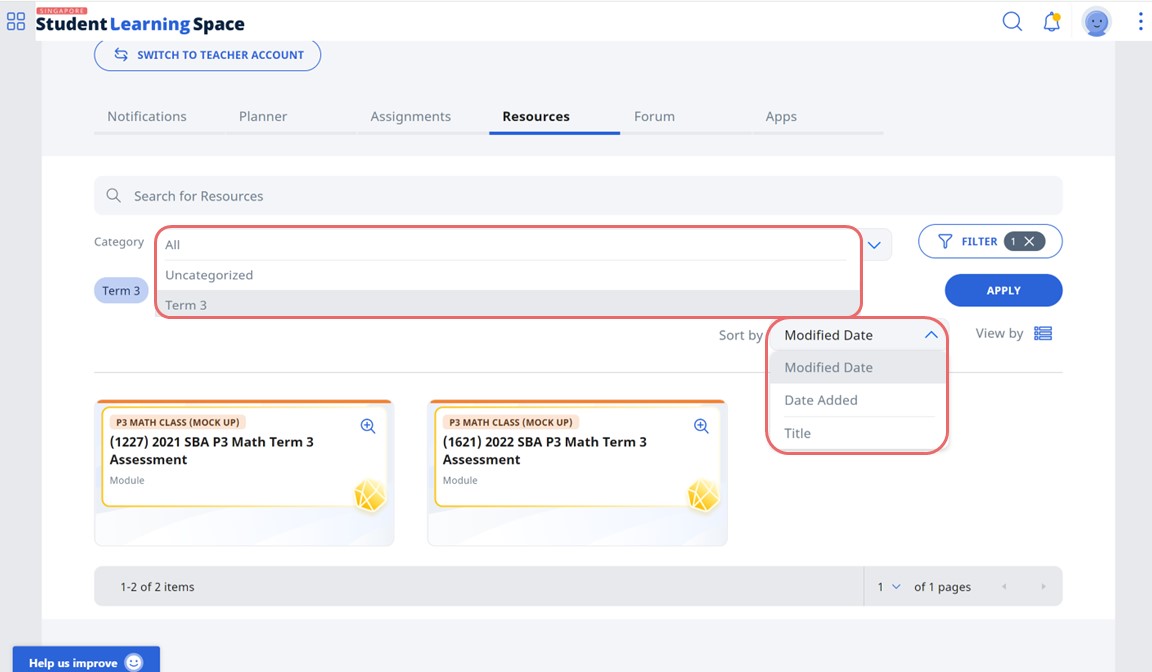 SINGAPORE
Student Learning Space
SWITCH TO TEACHER ACCOUNT
Notifications Planner Assignments Resources Forum Apps
Search for Resources
Category All FILTER 1
Uncategorized
Term 3 Term 3 APPLY
Sort by Modified Date View by
Modified Date
Date Added
Title
P3 MATH CLASS (MOCK UP)
(1227) 2021 SBA P3 Math Term 3
Assessment
Module
P3 MATH CLASS (MOCK UP)
(1621) 2022 SBA P3 Math Term 3
Assessment
Module
1-2 of 2 items 1 of 1 pages
Help us improve